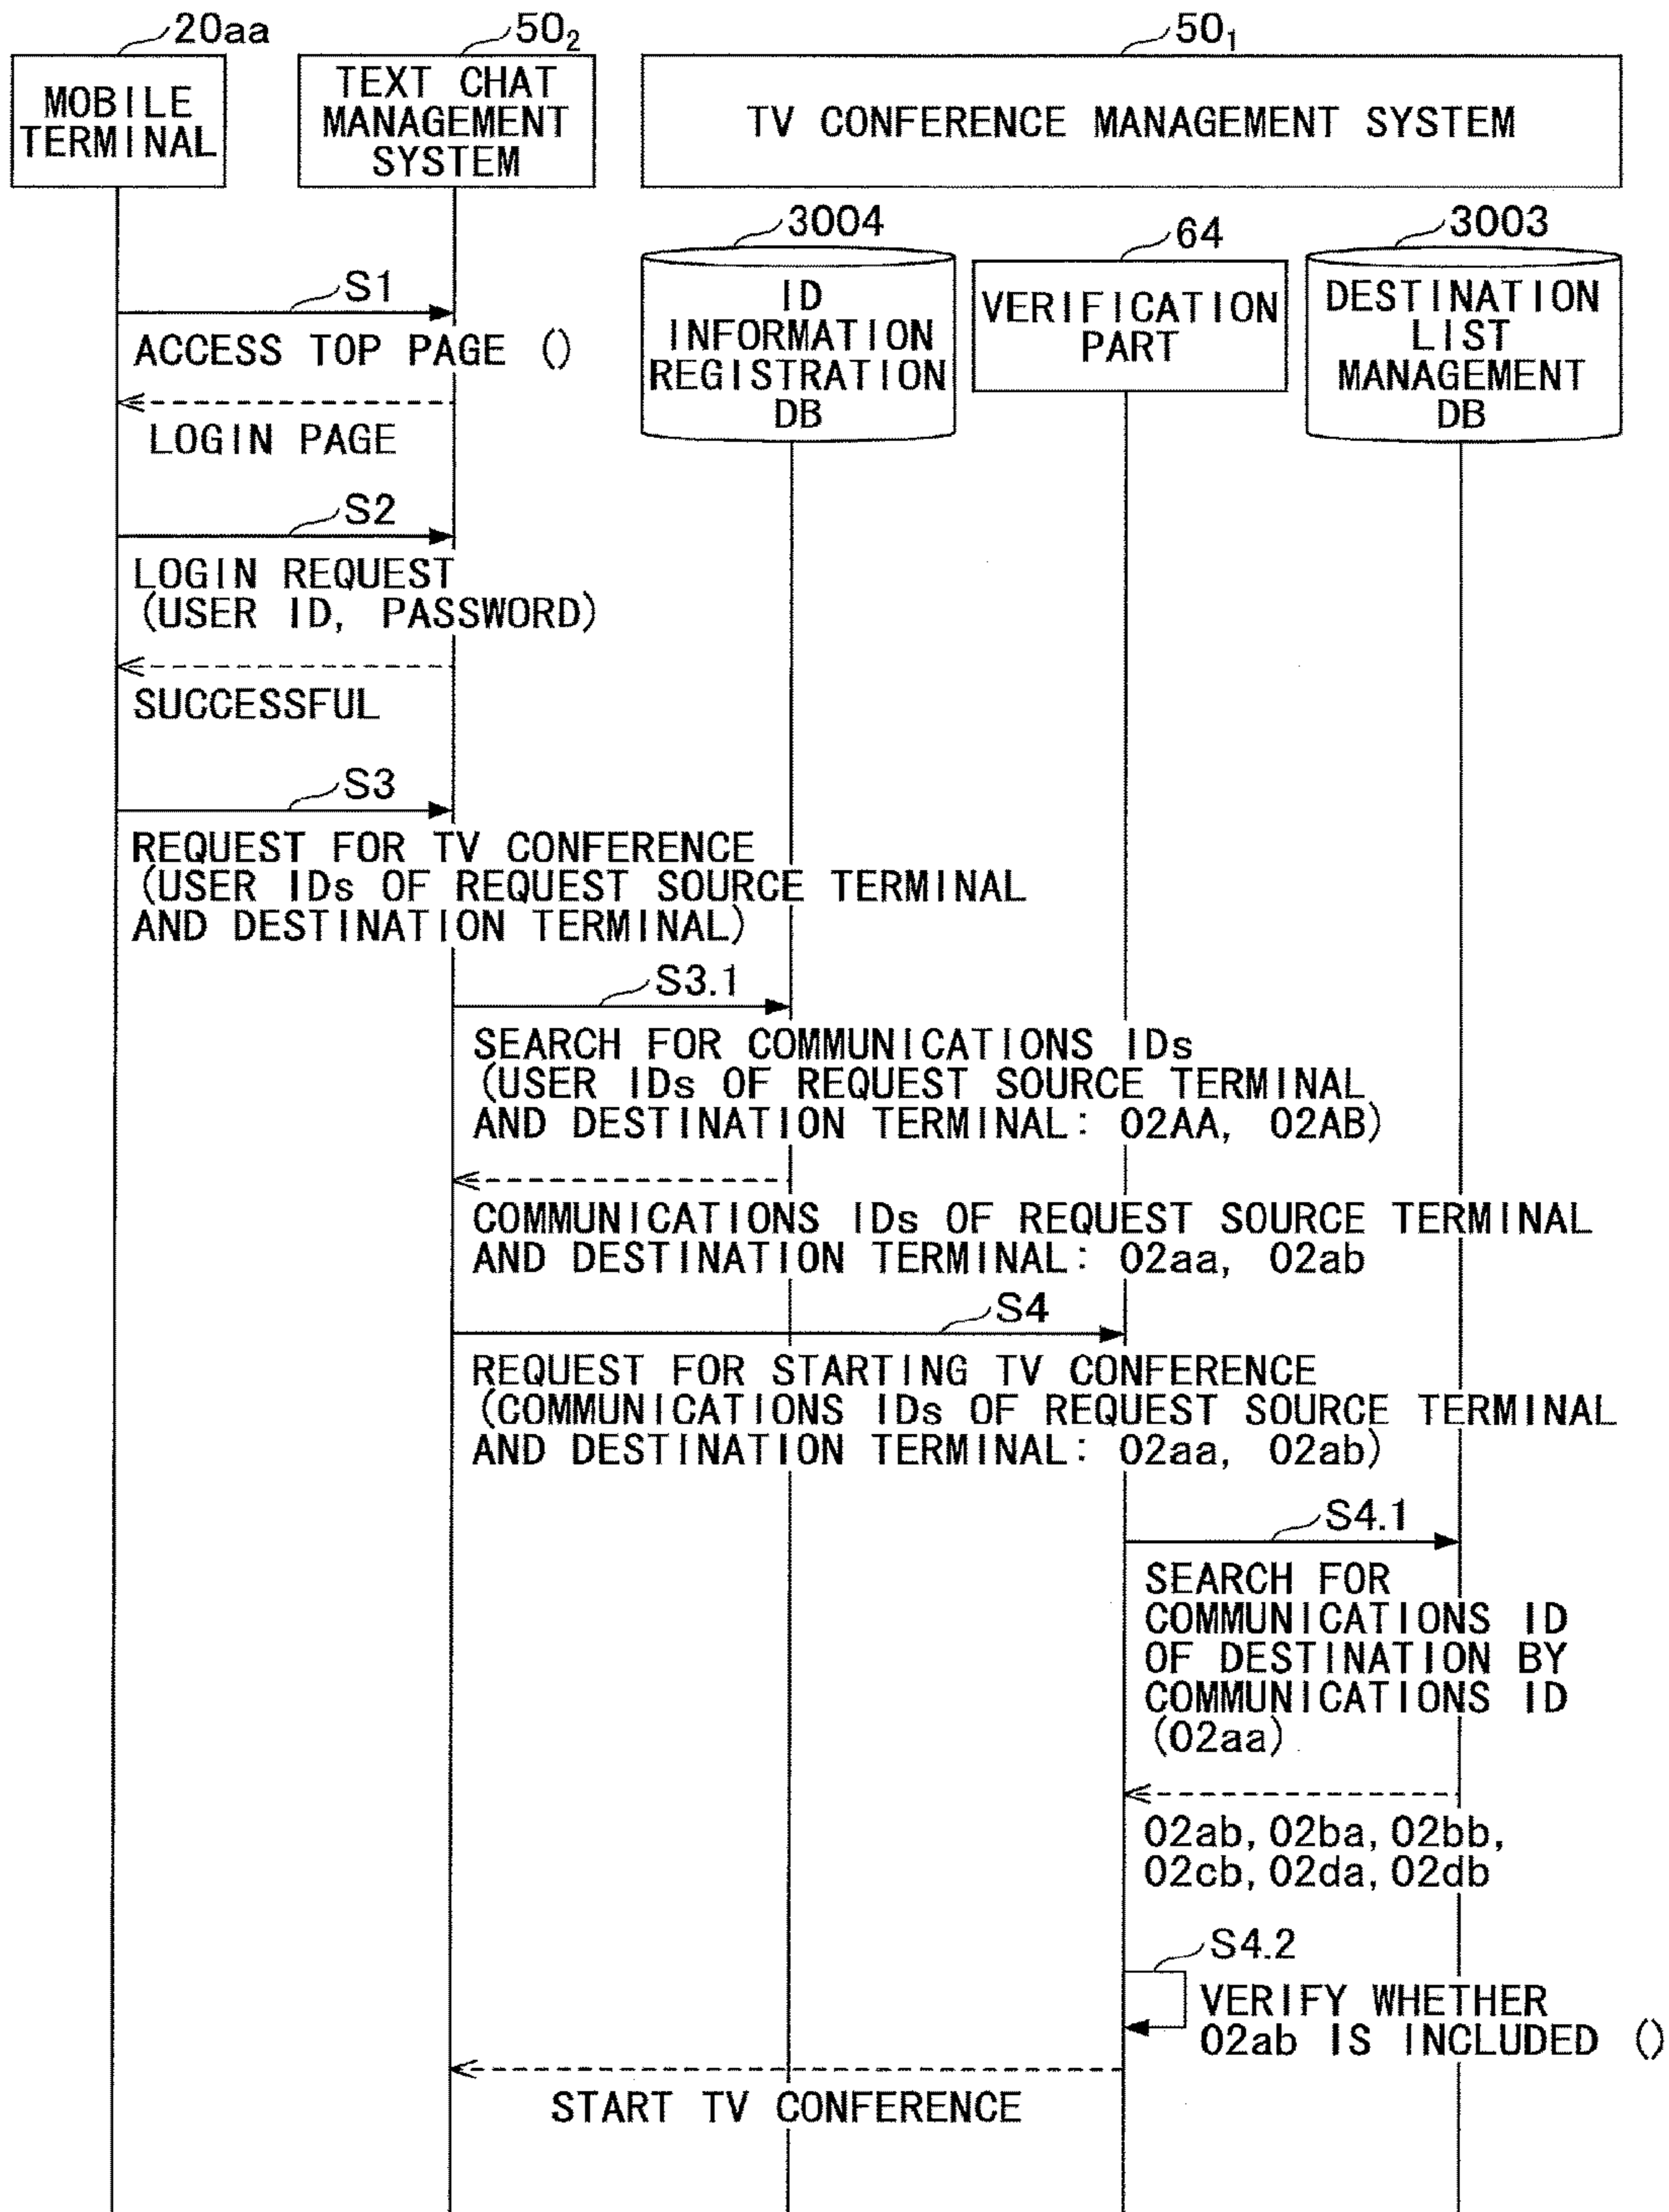 20aa
50₂
50₁
MOBILE
TERMINAL
TEXT CHAT
MANAGEMENT
SYSTEM
TV CONFERENCE MANAGEMENT SYSTEM
3004
64
3003
ID
INFORMATION
REGISTRATION
DB
VERIFICATION
PART
DESTINATION
LIST
MANAGEMENT
DB
S1
ACCESS TOP PAGE ()
LOGIN PAGE
S2
LOGIN REQUEST
(USER ID, PASSWORD)
SUCCESSFUL
S3
REQUEST FOR TV CONFERENCE
(USER IDs OF REQUEST SOURCE TERMINAL
AND DESTINATION TERMINAL)
S3.1
SEARCH FOR COMMUNICATIONS IDs
(USER IDs OF REQUEST SOURCE TERMINAL
AND DESTINATION TERMINAL: 02AA, 02AB)
COMMUNICATIONS IDs OF REQUEST SOURCE TERMINAL
AND DESTINATION TERMINAL: 02aa, 02ab
S4
REQUEST FOR STARTING TV CONFERENCE
(COMMUNICATIONS IDs OF REQUEST SOURCE TERMINAL
AND DESTINATION TERMINAL: 02aa, 02ab)
S4.1
SEARCH FOR
COMMUNICATIONS ID
OF DESTINATION BY
COMMUNICATIONS ID
(02aa)
02ab, 02ba, 02bb,
02cb, 02da, 02db
S4.2
VERIFY WHETHER
02ab IS INCLUDED ()
START TV CONFERENCE